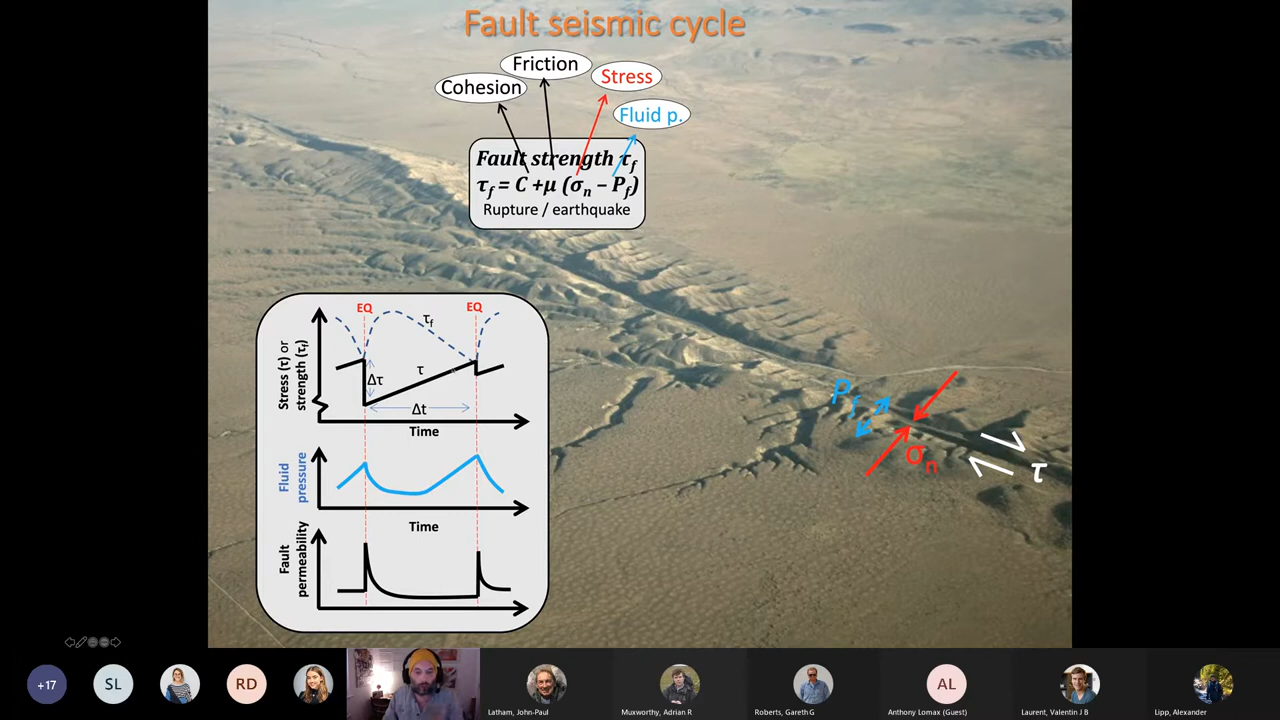 Fault seismic cycle
Friction
Cohesion
Stress
Fluid p.
Fault strength τf
τf = C +μ (σn − Pf)
Rupture / earthquake
EQ
EQ
τf
τ
Δτ
Δt
Stress (τ) or
strength (τf)
Time
Fluid
pressure
Time
Fault
permeability
Pf
σn
τ
+17
SL
RD
Latham, John-Paul
Muxworthy, Adrian R
Roberts, Gareth G
AL
Anthony Lomax (Guest)
Laurent, Valentin J B
Lipp, Alexander